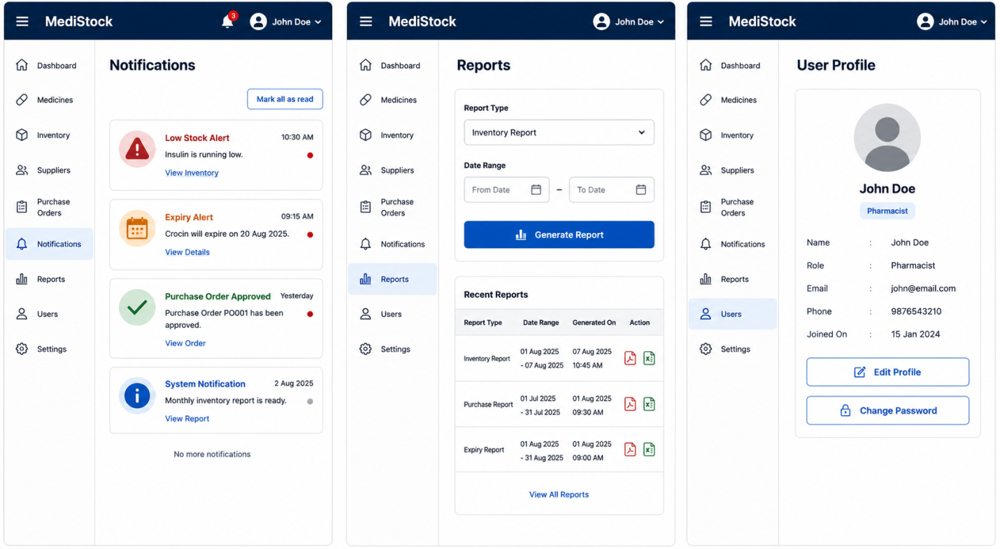 MediStock
3
John Doe
Dashboard
Medicines
Inventory
Suppliers
Purchase
Orders
Notifications
Reports
Users
Settings
Notifications
Mark all as read
Low Stock Alert 10:30 AM
Insulin is running low.
View Inventory
Expiry Alert 09:15 AM
Crocin will expire on 20 Aug 2025.
View Details
Purchase Order Approved Yesterday
Purchase Order PO001 has been
approved.
View Order
System Notification 2 Aug 2025
Monthly inventory report is ready.
View Report
No more notifications
MediStock
John Doe
Dashboard
Medicines
Inventory
Suppliers
Purchase
Orders
Notifications
Reports
Users
Settings
Reports
Report Type
Inventory Report
Date Range
From Date – To Date
Generate Report
Recent Reports
Report Type Date Range Generated On Action
Inventory Report 01 Aug 2025 - 07 Aug 2025 07 Aug 2025 10:45 AM
Purchase Report 01 Jul 2025 - 31 Jul 2025 01 Aug 2025 09:30 AM
Expiry Report 01 Aug 2025 - 31 Aug 2025 01 Aug 2025 09:00 AM
View All Reports
MediStock
John Doe
Dashboard
Medicines
Inventory
Suppliers
Purchase
Orders
Notifications
Reports
Users
Settings
User Profile
John Doe
Pharmacist
Name : John Doe
Role : Pharmacist
Email : john@email.com
Phone : 9876543210
Joined On : 15 Jan 2024
Edit Profile
Change Password